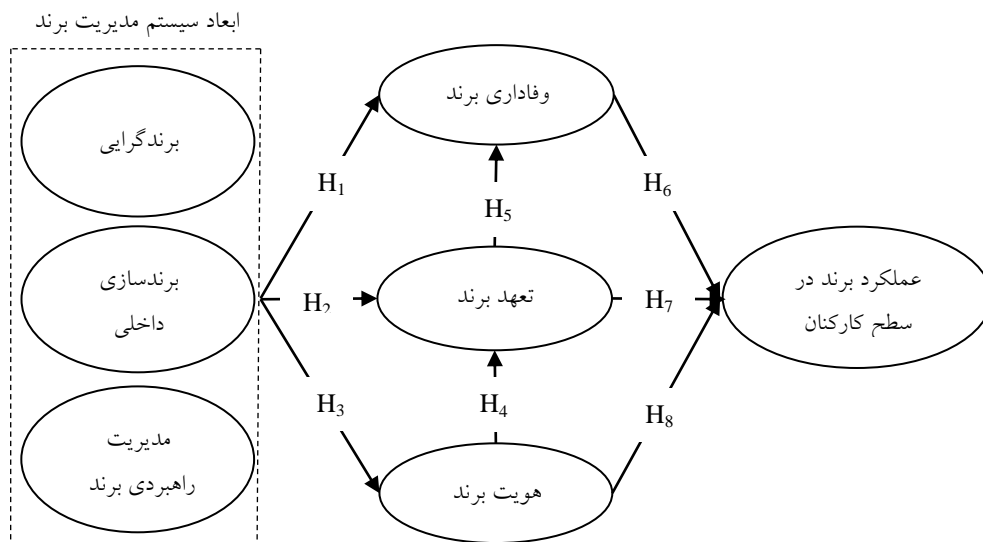 ابعاد سیستم مدیریت برند
برندگرایی
برندسازی
داخلی
مدیریت
راهبردی برند
وفاداری برند
تعهد برند
هویت برند
عملکرد برند در
سطح کارکنان
H1
H2
H3
H4
H5
H6
H7
H8